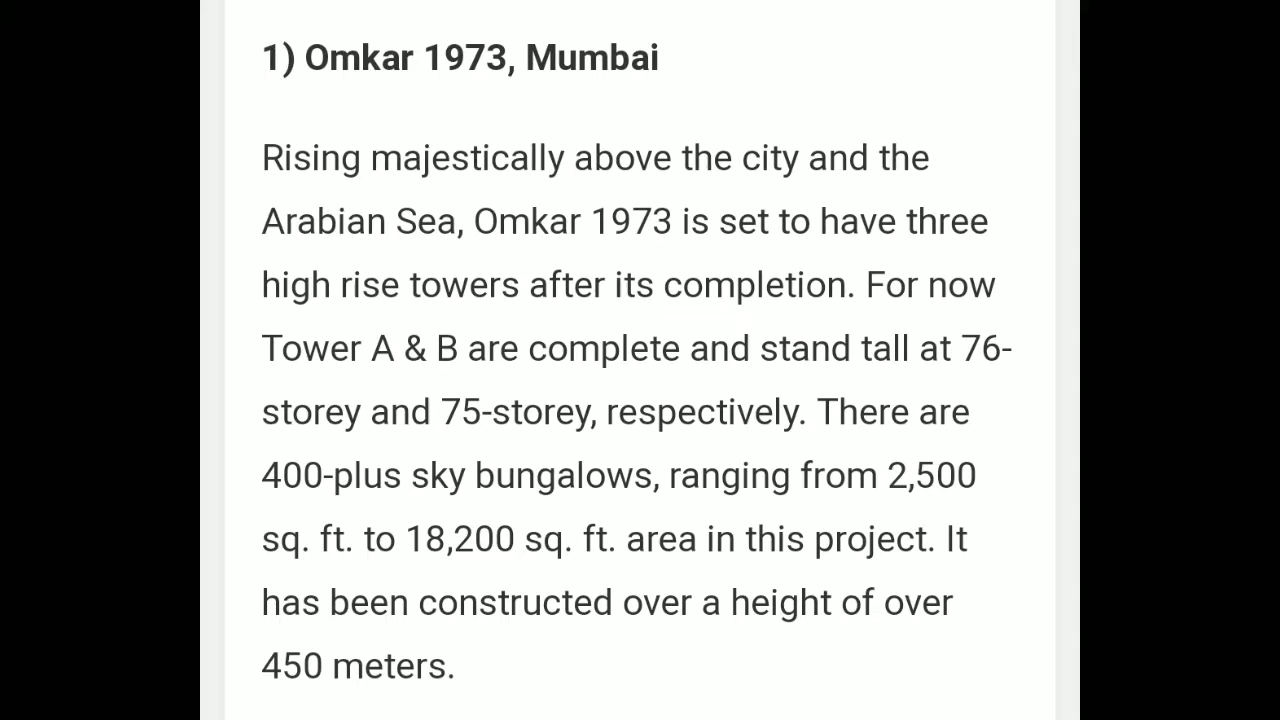 1) Omkar 1973, Mumbai
Rising majestically above the city and the
Arabian Sea, Omkar 1973 is set to have three
high rise towers after its completion. For now
Tower A & B are complete and stand tall at 76-
storey and 75-storey, respectively. There are
400-plus sky bungalows, ranging from 2,500
sq. ft. to 18,200 sq. ft. area in this project. It
has been constructed over a height of over
450 meters.